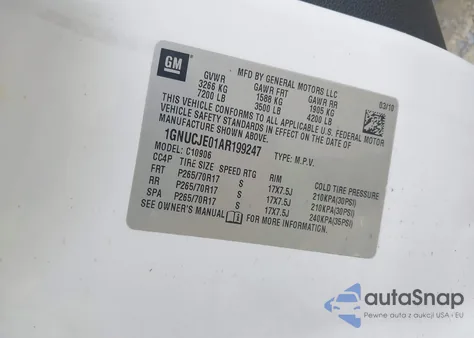 GM
MFD BY GENERAL MOTORS LLC
03/10
GVWR GAWR FRT GAWR RR
3266 KG 1588 KG 1905 KG
7200 LB 3500 LB 4200 LB
THIS VEHICLE CONFORMS TO ALL APPLICABLE U.S. FEDERAL MOTOR
VEHICLE SAFETY STANDARDS IN EFFECT ON THE DATE OF
MANUFACTURE SHOWN ABOVE.
1GNUCJE01AR199247 TYPE: M.P.V.
MODEL: C10906
CC4P TIRE SIZE SPEED RTG RIM COLD TIRE PRESSURE
FRT P265/70R17 S 17X7.5J 210KPA(30PSI)
RR P265/70R17 S 17X7.5J 210KPA(30PSI)
SPA P265/70R17 S 17X7.5J 240KPA(35PSI)
SEE OWNER'S MANUAL FOR MORE INFORMATION.
autaSnap
Pewne auta z aukcji USA i EU